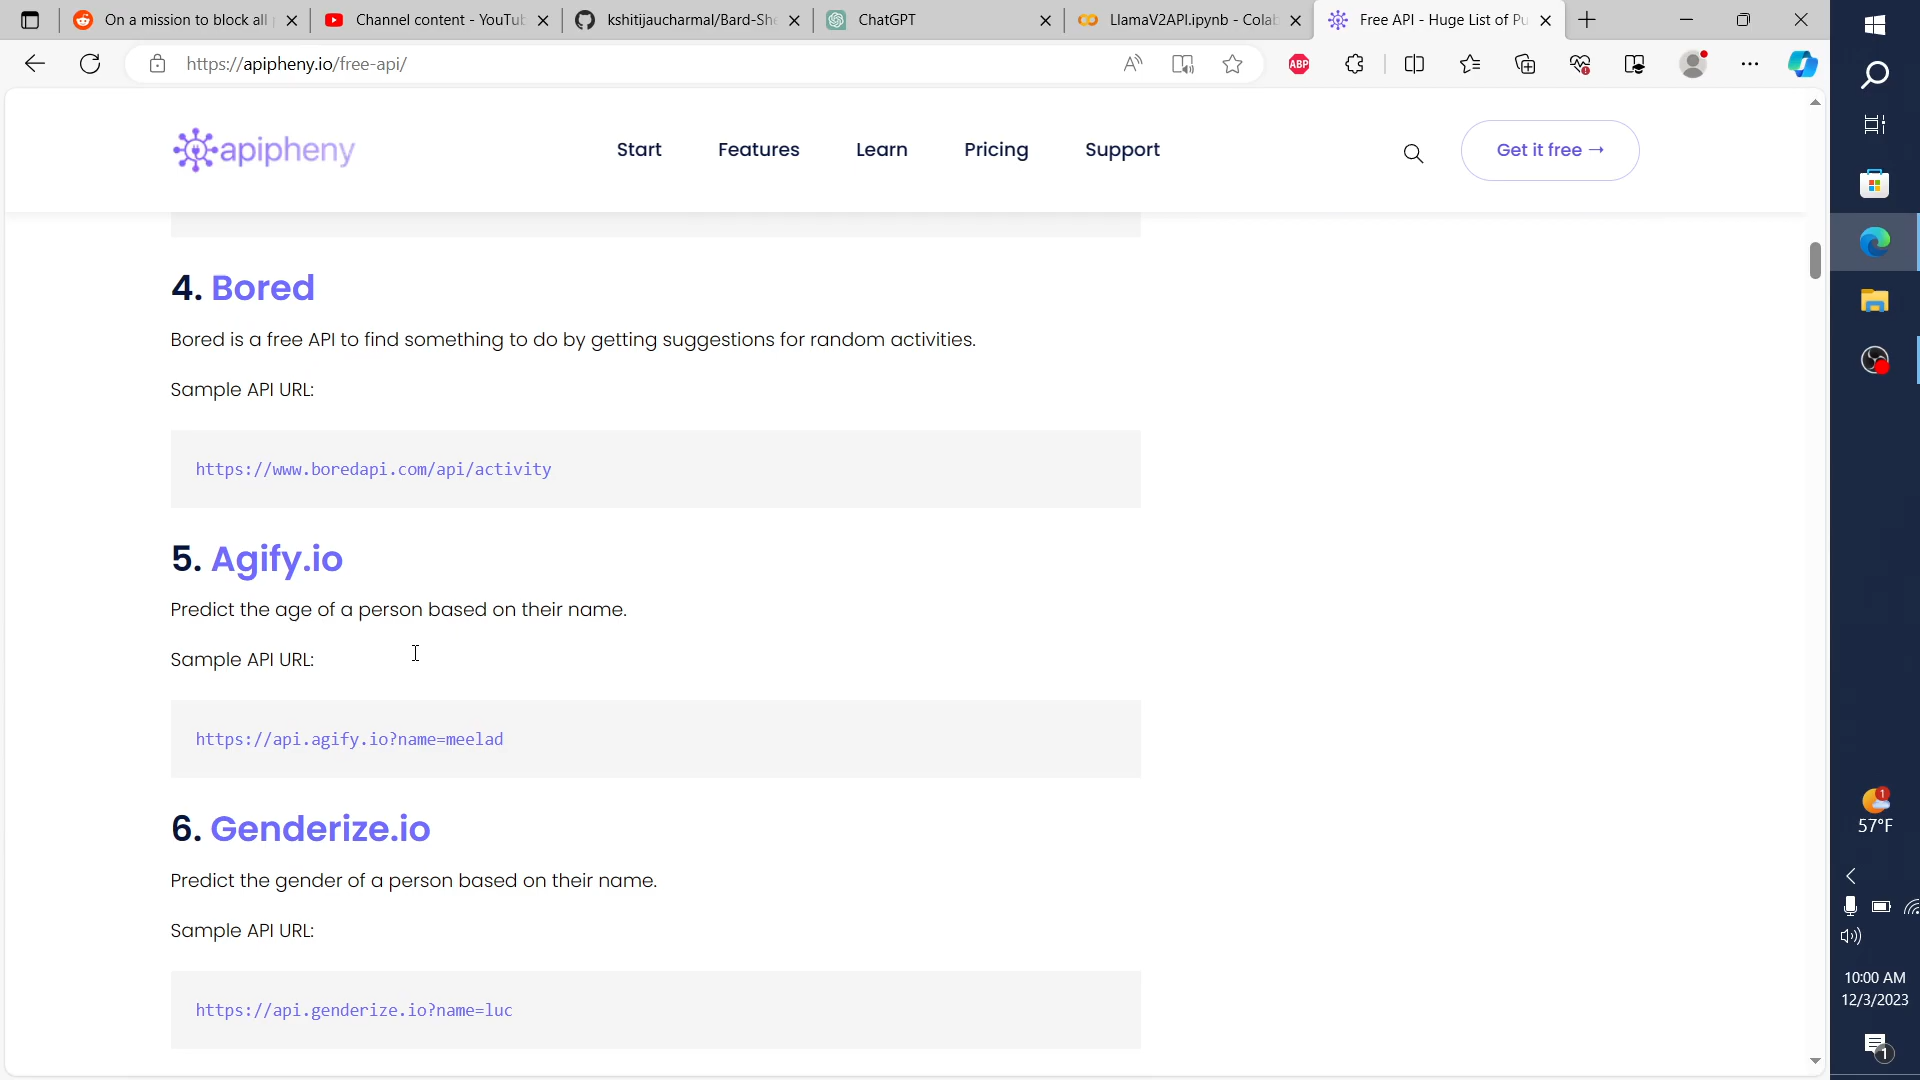 On a mission to block all
Channel content - YouTub
kshitijaucharmal/Bard-She
ChatGPT
LlamaV2API.ipynb - Colab
Free API - Huge List of Pu
https://apipheny.io/free-api/
ABP
apipheny
Start
Features
Learn
Pricing
Support
Get it free →
4. Bored
Bored is a free API to find something to do by getting suggestions for random activities.
Sample API URL:
https://www.boredapi.com/api/activity
5. Agify.io
Predict the age of a person based on their name.
Sample API URL:
https://api.agify.io?name=meelad
6. Genderize.io
Predict the gender of a person based on their name.
Sample API URL:
https://api.genderize.io?name=luc
1
57°F
10:00 AM
12/3/2023
1